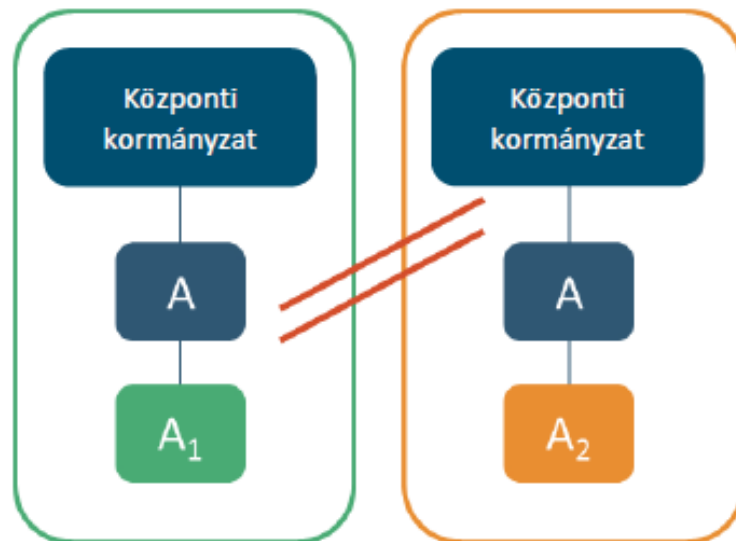 Központi
kormányzat
A
A₁
Központi
kormányzat
A
A₂